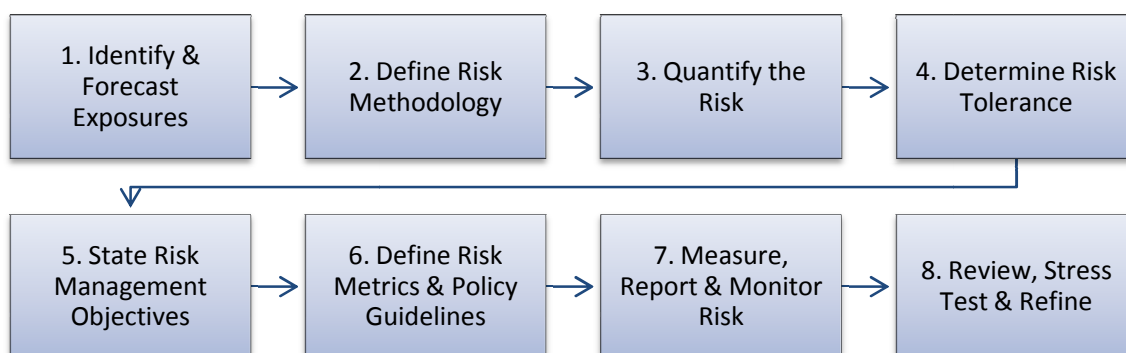 1. Identify &
Forecast
Exposures
2. Define Risk
Methodology
3. Quantify the
Risk
4. Determine Risk
Tolerance
5. State Risk
Management
Objectives
6. Define Risk
Metrics & Policy
Guidelines
7. Measure,
Report & Monitor
Risk
8. Review, Stress
Test & Refine